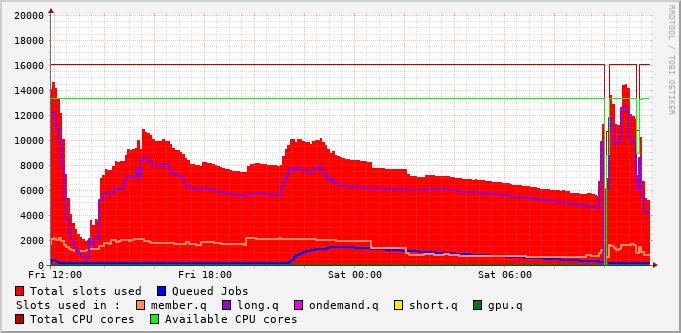 20000
18000
16000
14000
12000
10000
8000
6000
4000
2000
0
Fri 12:00 Fri 18:00 Sat 00:00 Sat 06:00
Total slots used Queued Jobs
Slots used in : member.q long.q ondemand.q short.q gpu.q
Total CPU cores Available CPU cores
RRDTOOL / TOBI OETIKER